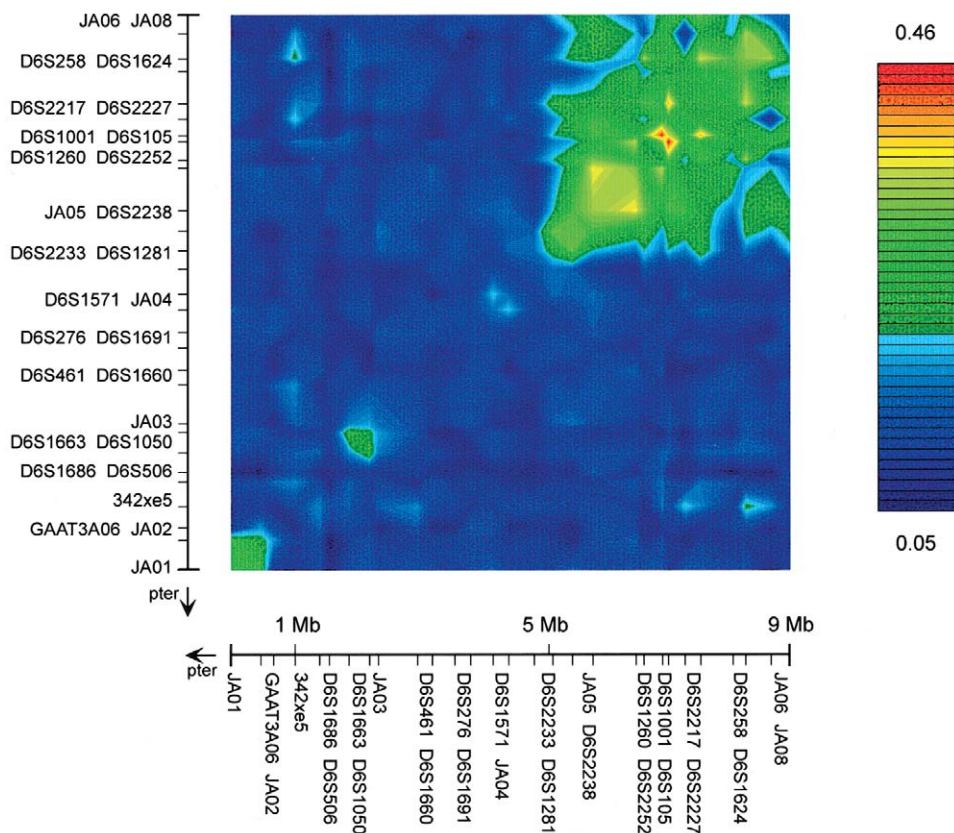 JA06 JA08
D6S258 D6S1624
D6S2217 D6S2227
D6S1001 D6S105
D6S1260 D6S2252
JA05 D6S2238
D6S2233 D6S1281
D6S1571 JA04
D6S276 D6S1691
D6S461 D6S1660
JA03
D6S1663 D6S1050
D6S1686 D6S506
342xe5
GAAT3A06 JA02
JA01
pter
0.46
0.05
1 Mb 5 Mb 9 Mb
pter
JA01
GAAT3A06 JA02
342xe5
D6S1686 D6S506
D6S1663 D6S1050
JA03
D6S461 D6S1660
D6S276 D6S1691
D6S1571 JA04
D6S2233 D6S1281
JA05 D6S2238
D6S1260 D6S2252
D6S1001 D6S105
D6S2217 D6S2227
D6S258 D6S1624
JA06 JA08